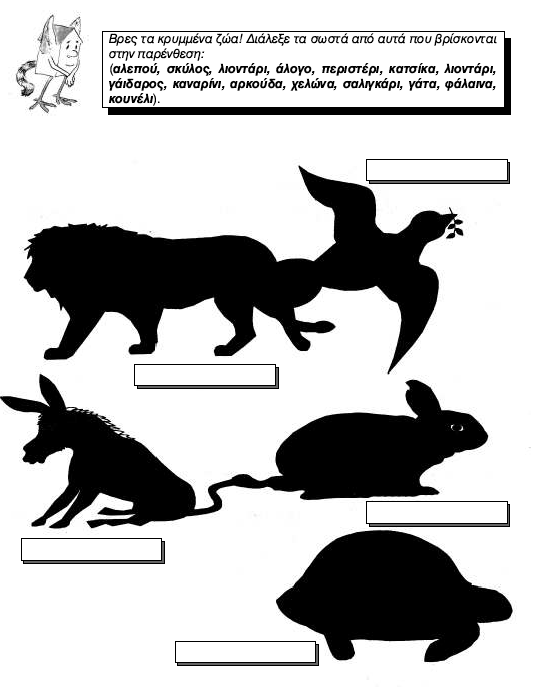 Βρες τα κρυμμένα ζώα! Διάλεξε τα σωστά από αυτά που βρίσκονται
στην παρένθεση:
(αλεπού, σκύλος, λιοντάρι, άλογο, περιστέρι, κατσίκα, λιοντάρι,
γάιδαρος, καναρίνι, αρκούδα, χελώνα, σαλιγκάρι, γάτα, φάλαινα,
κουνέλι).